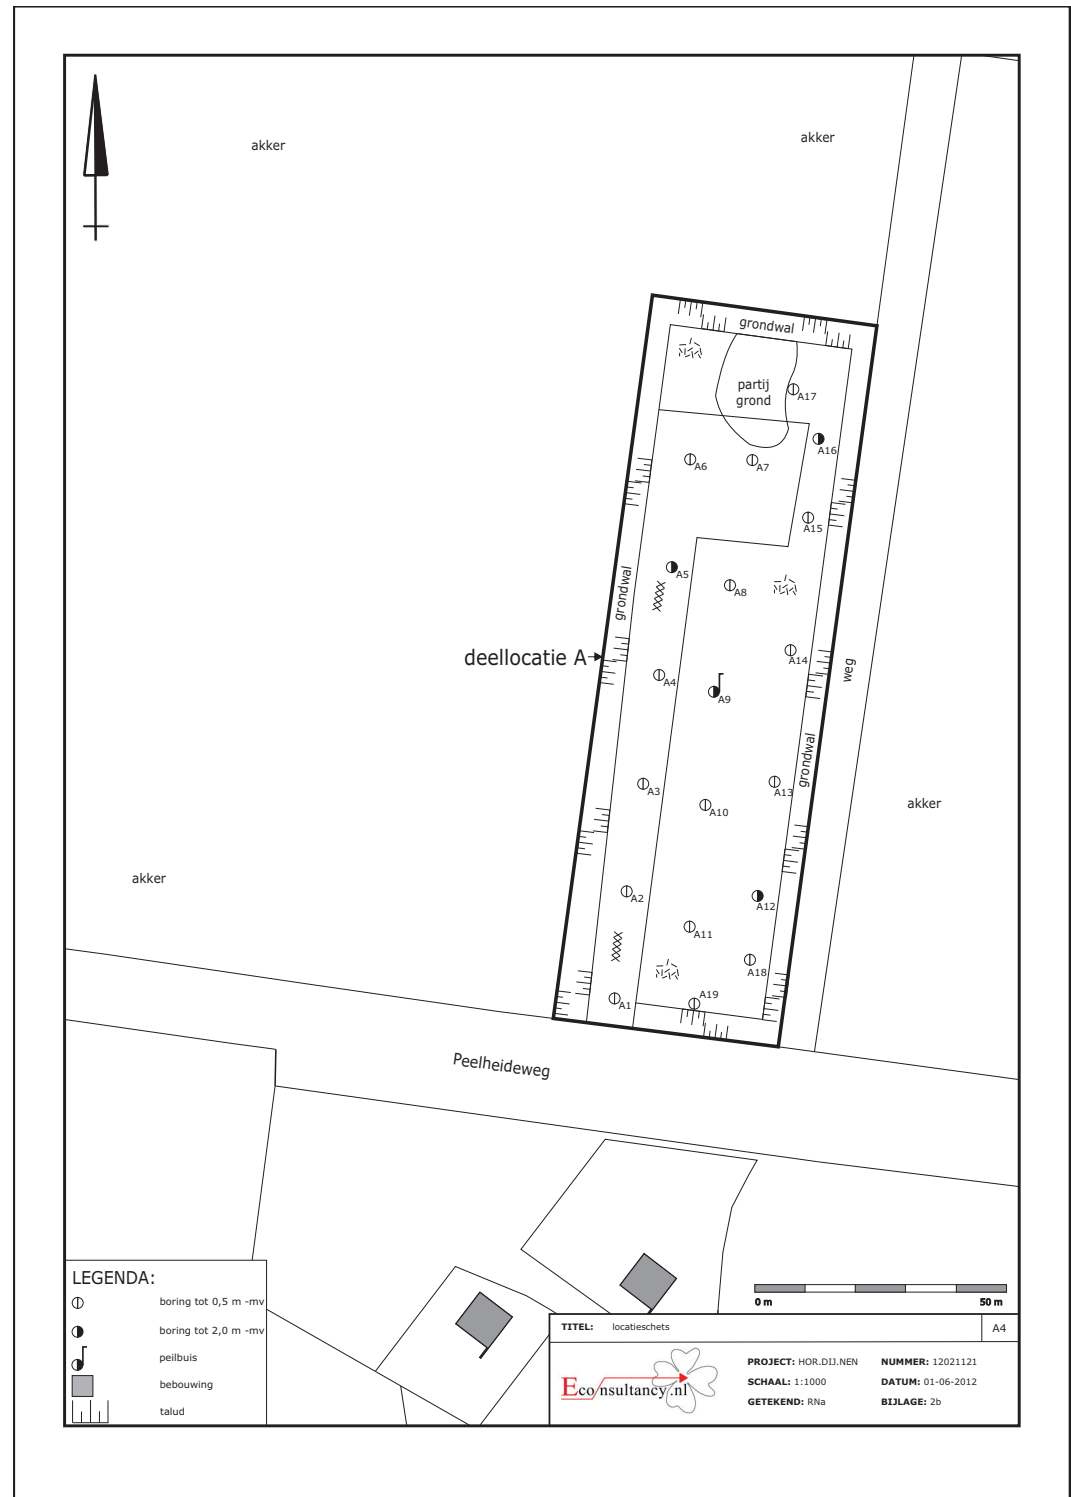 akker
akker
grondwal
partij
grond
A17
A16
A6
A7
A15
A5
A8
grondwal
deellocatie A
A14
weg
A4
A9
grondwal
A3
A13
A10
akker
akker
A2
A12
A11
A18
A1
A19
Peelheideweg
LEGENDA:
boring tot 0,5 m -mv
boring tot 2,0 m -mv
peilbuis
bebouwing
talud
0 m
50 m
TITEL: locatieschets
A4
Econsultancy.nl
PROJECT: HOR.DIJ.NEN
NUMMER: 12021121
SCHAAL: 1:1000
DATUM: 01-06-2012
GETEKEND: RNa
BIJLAGE: 2b